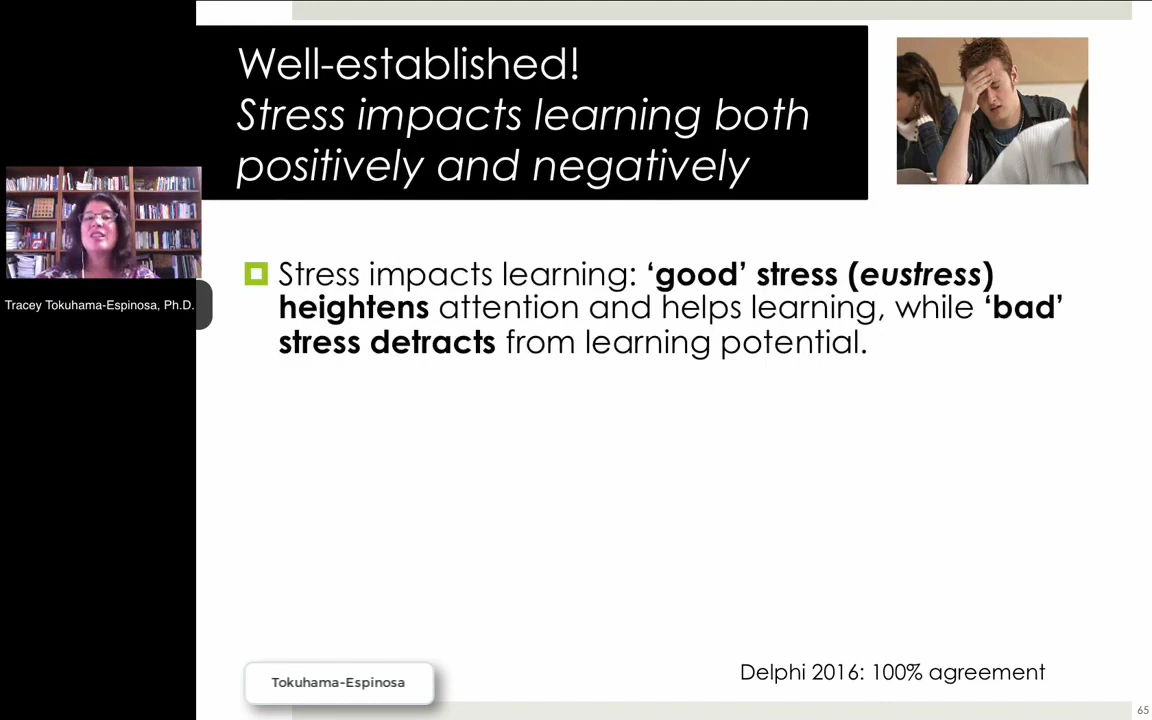 Well-established!
Stress impacts learning both
positively and negatively
Tracey Tokuhama-Espinosa, Ph.D.
Stress impacts learning: ‘good’ stress (eustress)
heightens attention and helps learning, while ‘bad’
stress detracts from learning potential.
Tokuhama-Espinosa
Delphi 2016: 100% agreement
65